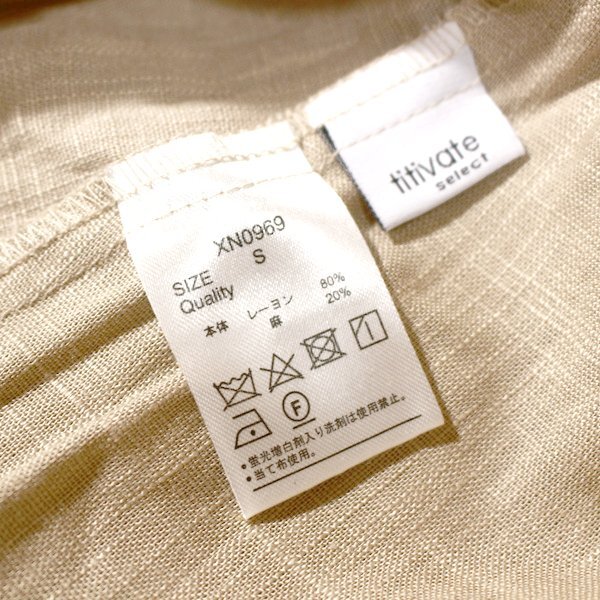 titivate
select
XN0969
SIZE S
Quality
本体 レーヨン 80%
麻 20%
F
●蛍光増白剤入り洗剤は使用禁止。
●当て布使用。